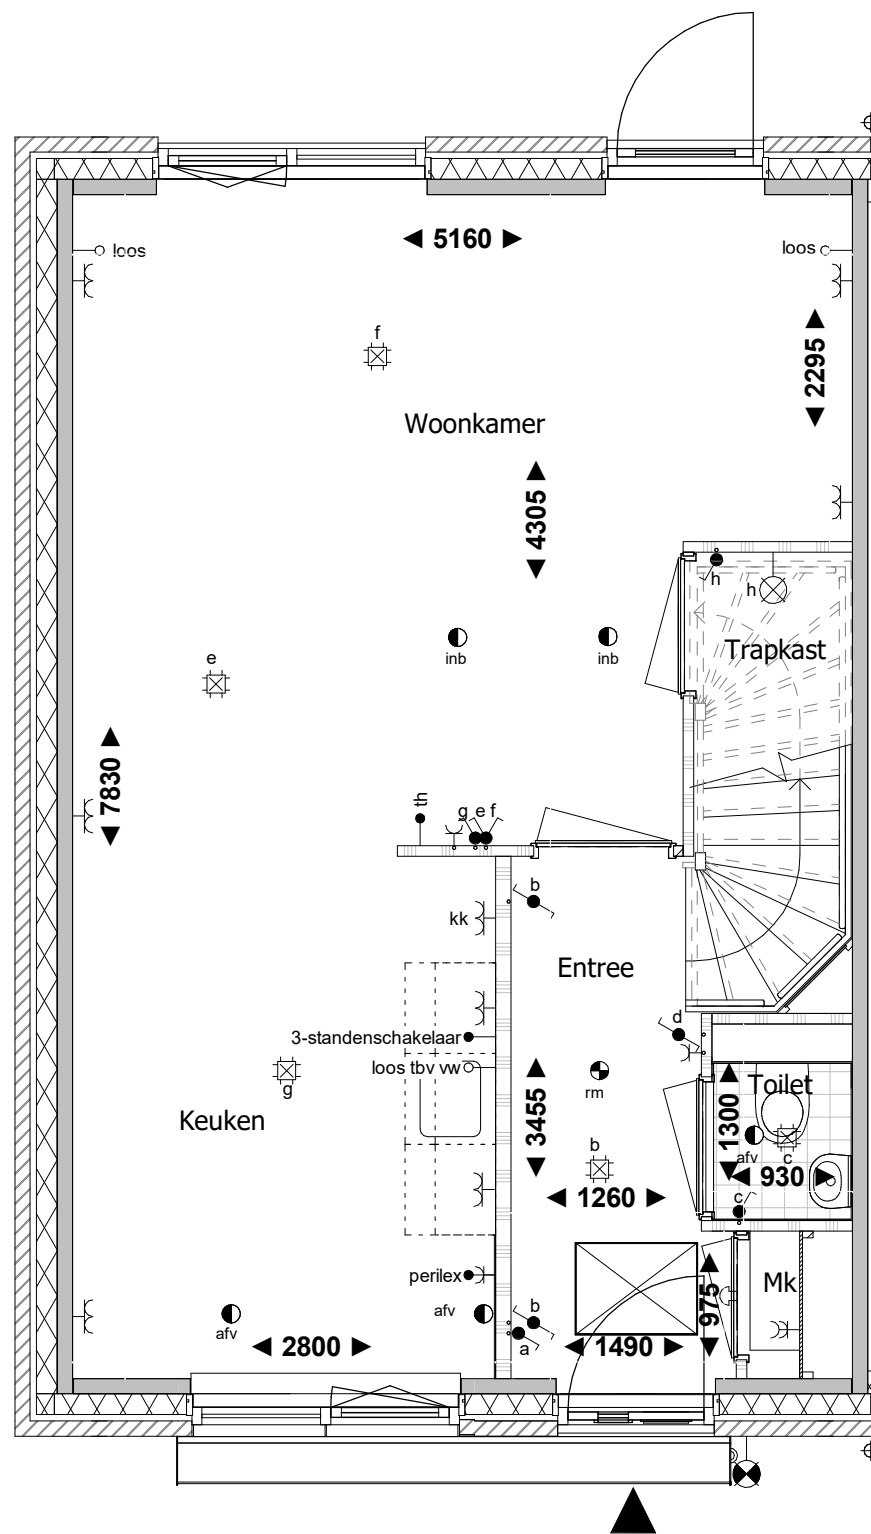 5160
loos
loos
f
2295
Woonkamer
4305
h
h
Trapkast
inb
inb
e
7830
th
g e f
b
kk
Entree
d
3-standenschakelaar
loos tbv vw
g
rm
Toilet
Keuken
3455
1300
afv
c
b
930
1260
c
perilex
Mk
975
afv
afv
b
a
2800
1490